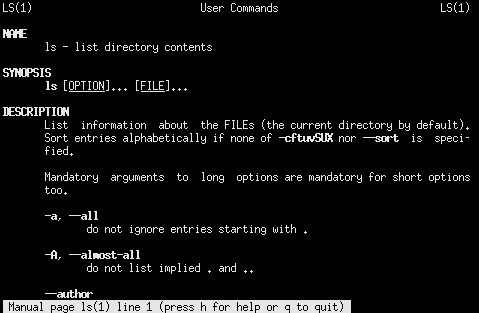 LS(1) User Commands LS(1)
NAME
ls - list directory contents
SYNOPSIS
ls [OPTION]... [FILE]...
DESCRIPTION
List information about the FILEs (the current directory by default).
Sort entries alphabetically if none of -cftuvSUX nor --sort is speci-
fied.
Mandatory arguments to long options are mandatory for short options
too.
-a, --all
do not ignore entries starting with .
-A, --almost-all
do not list implied . and ..
--author
Manual page ls(1) line 1 (press h for help or q to quit)